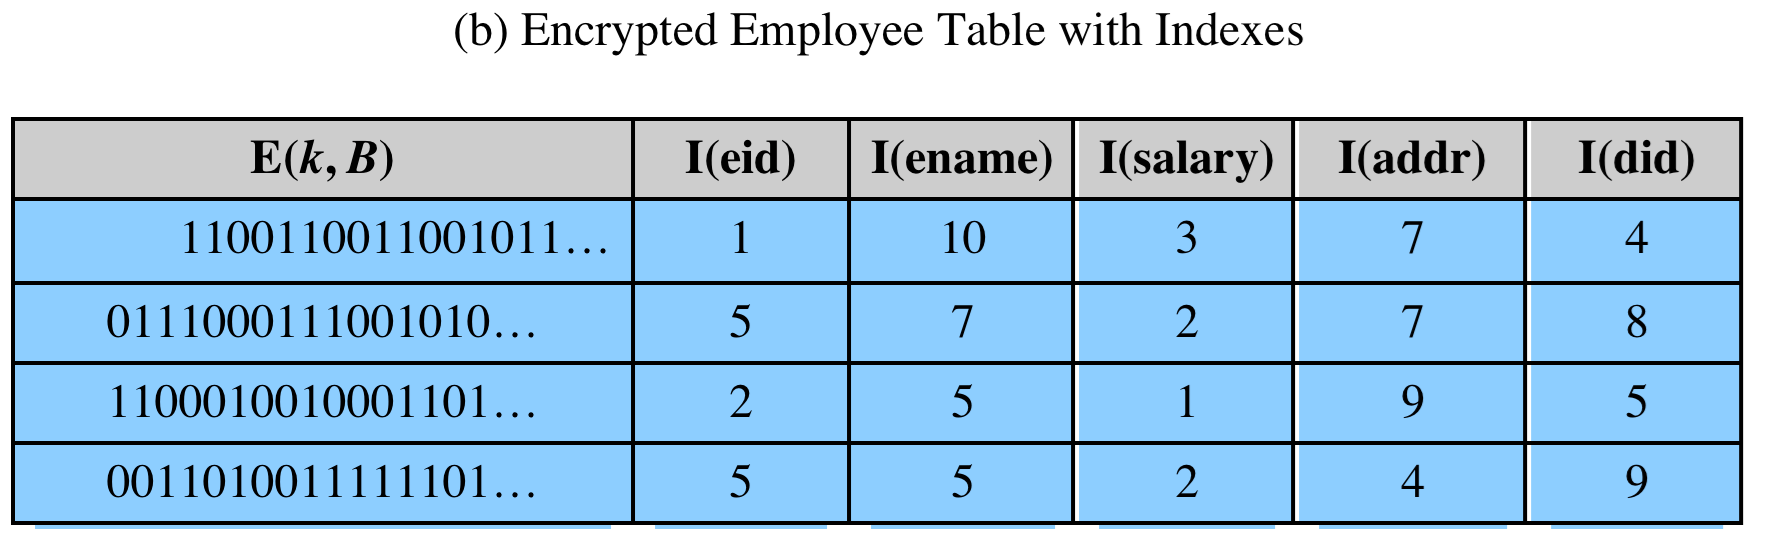 (b) Encrypted Employee Table with Indexes
E(k, B) I(eid) I(ename) I(salary) I(addr) I(did)
1100110011001011… 1 10 3 7 4
0111000111001010… 5 7 2 7 8
1100010010001101… 2 5 1 9 5
0011010011111101… 5 5 2 4 9